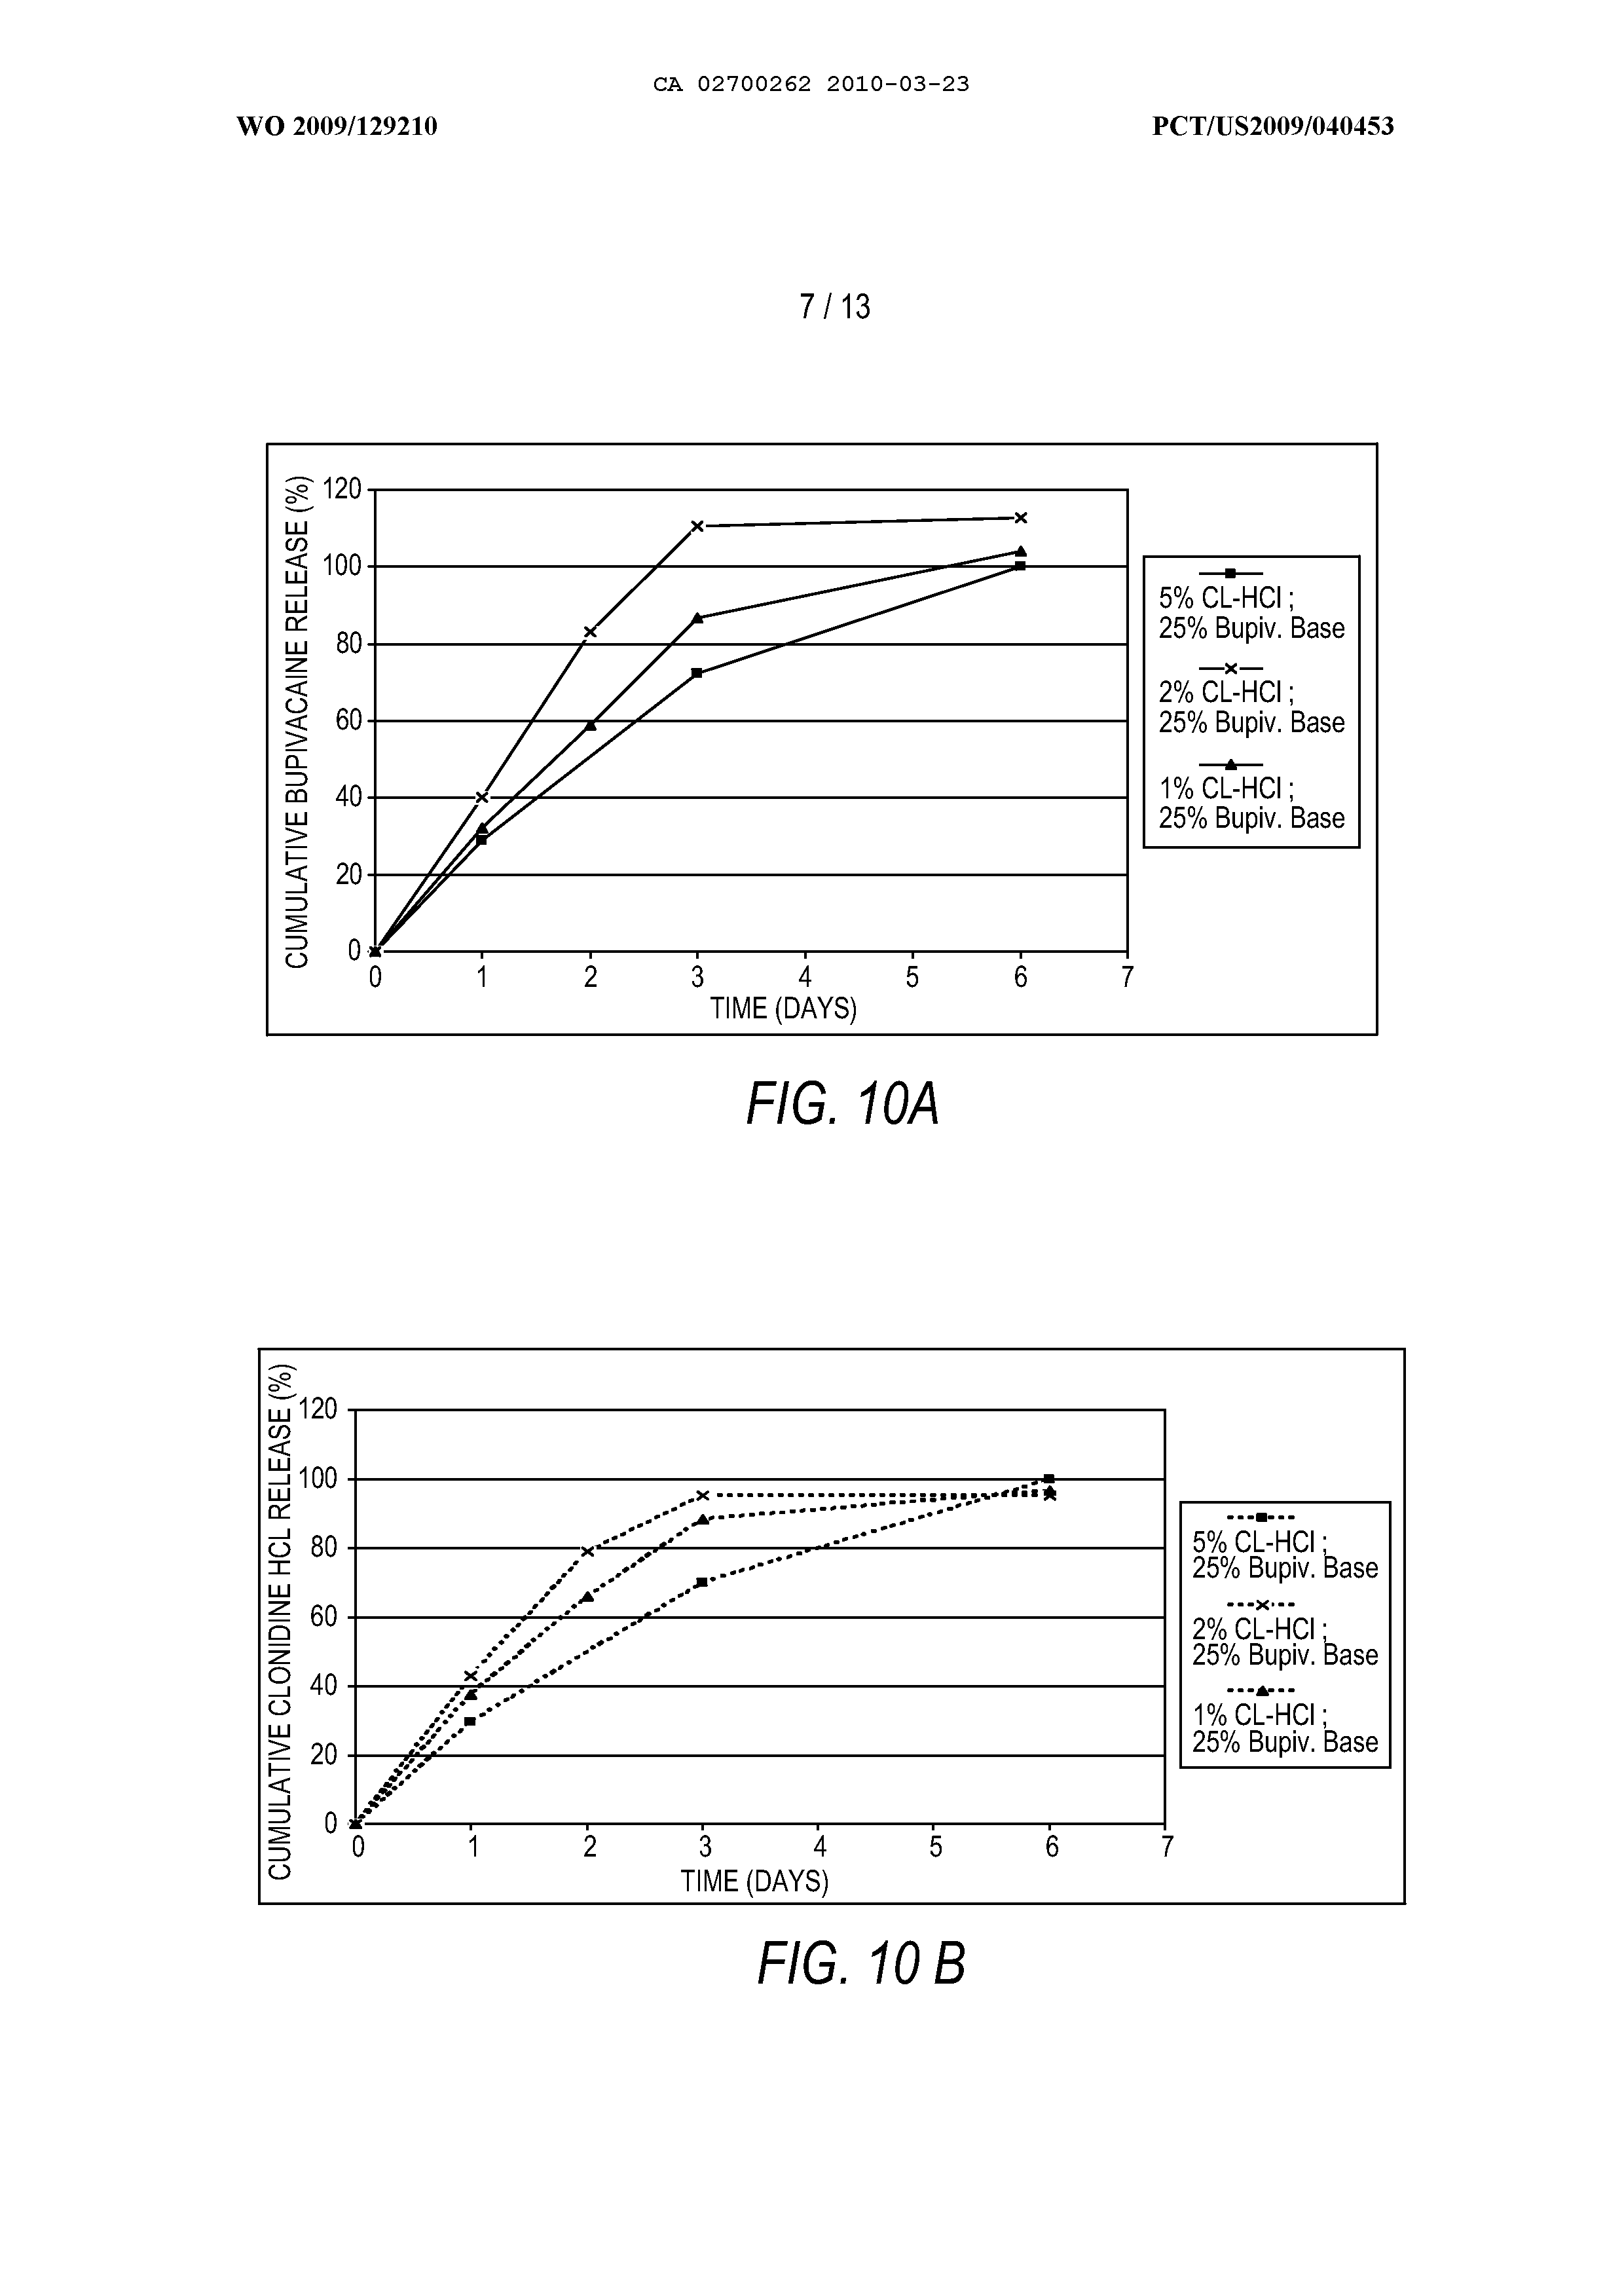 CA 02700262 2010-03-23
WO 2009/129210
PCT/US2009/040453
7 / 13
CUMULATIVE BUPIVACAINE RELEASE (%)
120
100
80
60
40
20
0
0 1 2 3 4 5 6 7
TIME (DAYS)
5% CL-HCl ;
25% Bupiv. Base
2% CL-HCl ;
25% Bupiv. Base
1% CL-HCl ;
25% Bupiv. Base
FIG. 10A
CUMULATIVE CLONIDINE HCL RELEASE (%)
120
100
80
60
40
20
0
0 1 2 3 4 5 6 7
TIME (DAYS)
5% CL-HCl ;
25% Bupiv. Base
2% CL-HCl ;
25% Bupiv. Base
1% CL-HCl ;
25% Bupiv. Base
FIG. 10 B